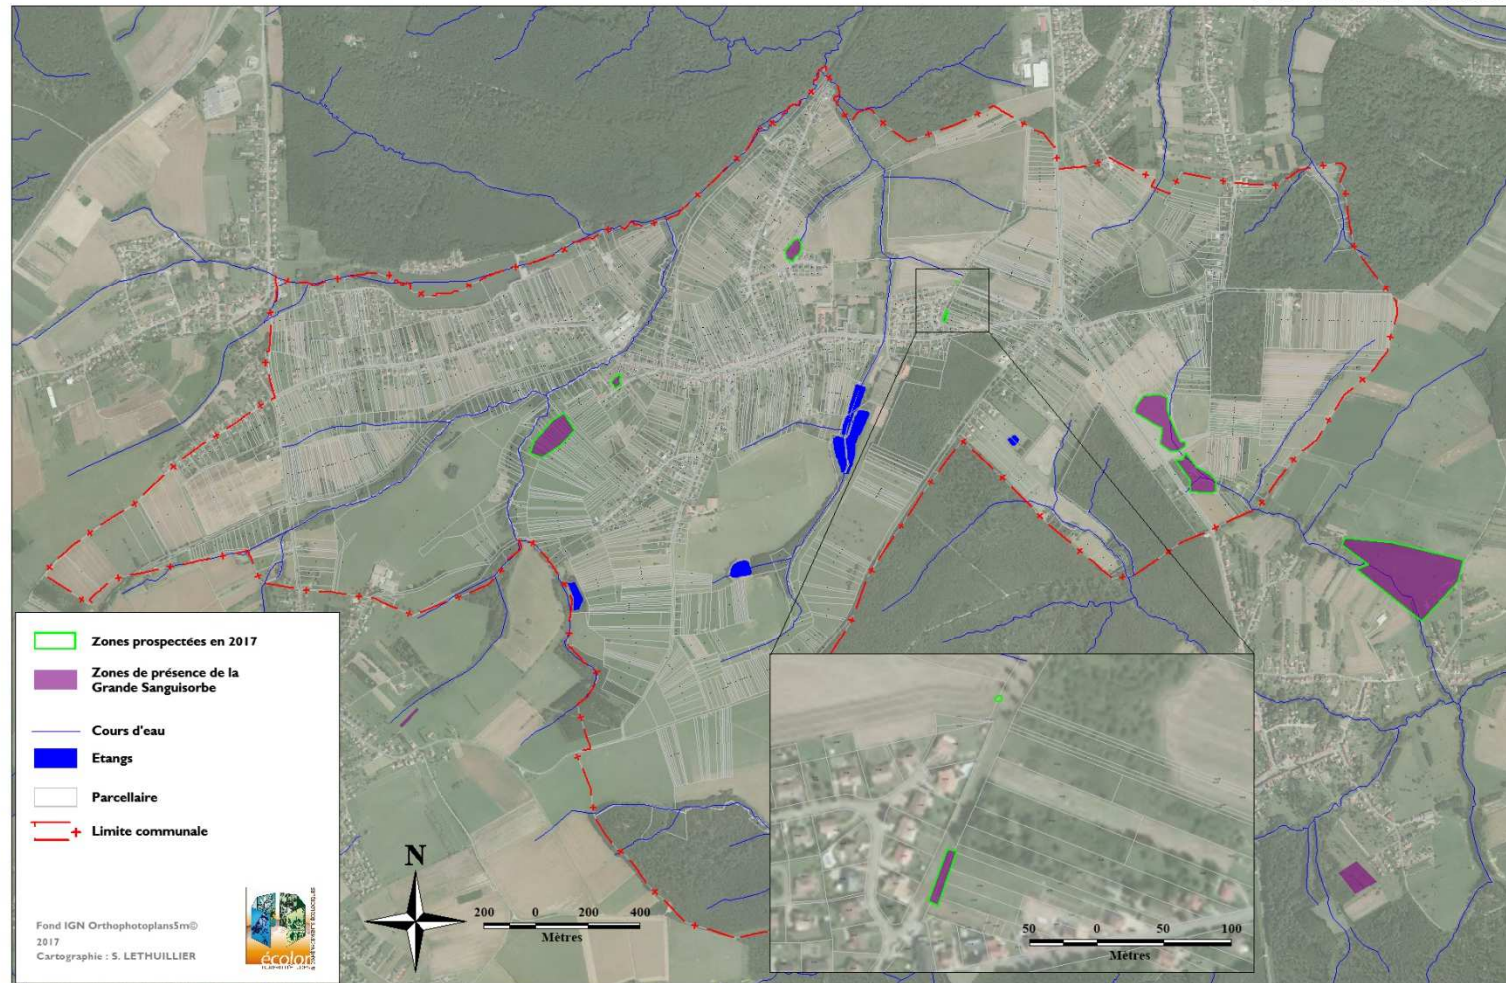 Zones prospectées en 2017
Zones de présence de la
Grande Sanguisorbe
Cours d'eau
Etangs
Parcellaire
Limite communale
Fond IGN Orthophotoplans5m©
2017
Cartographie : S. LETHUILLIER
écolor
N
200 0 200 400
Mètres
50 0 50 100
Mètres